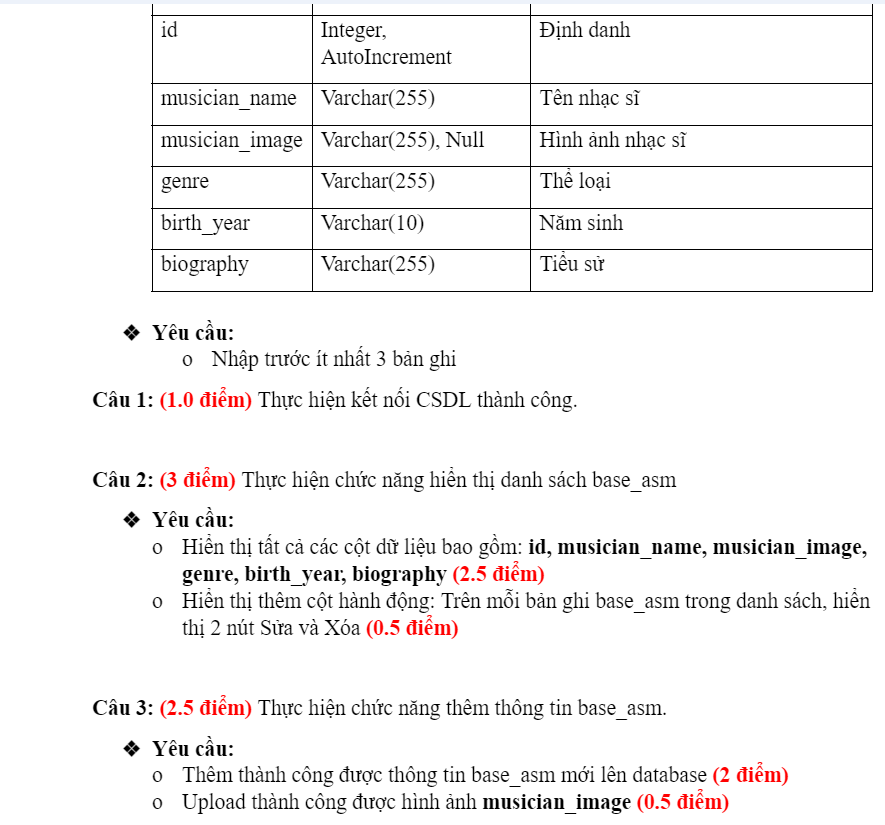 id Integer, Định danh
AutoIncrement
musician_name Varchar(255) Tên nhạc sĩ
musician_image Varchar(255), Null Hình ảnh nhạc sĩ
genre Varchar(255) Thể loại
birth_year Varchar(10) Năm sinh
biography Varchar(255) Tiểu sử
❖ Yêu cầu:
o Nhập trước ít nhất 3 bản ghi
Câu 1: (1.0 điểm) Thực hiện kết nối CSDL thành công.
Câu 2: (3 điểm) Thực hiện chức năng hiển thị danh sách base_asm
❖ Yêu cầu:
o Hiển thị tất cả các cột dữ liệu bao gồm: id, musician_name, musician_image,
genre, birth_year, biography (2.5 điểm)
o Hiển thị thêm cột hành động: Trên mỗi bản ghi base_asm trong danh sách, hiển
thị 2 nút Sửa và Xóa (0.5 điểm)
Câu 3: (2.5 điểm) Thực hiện chức năng thêm thông tin base_asm.
❖ Yêu cầu:
o Thêm thành công được thông tin base_asm mới lên database (2 điểm)
o Upload thành công được hình ảnh musician_image (0.5 điểm)